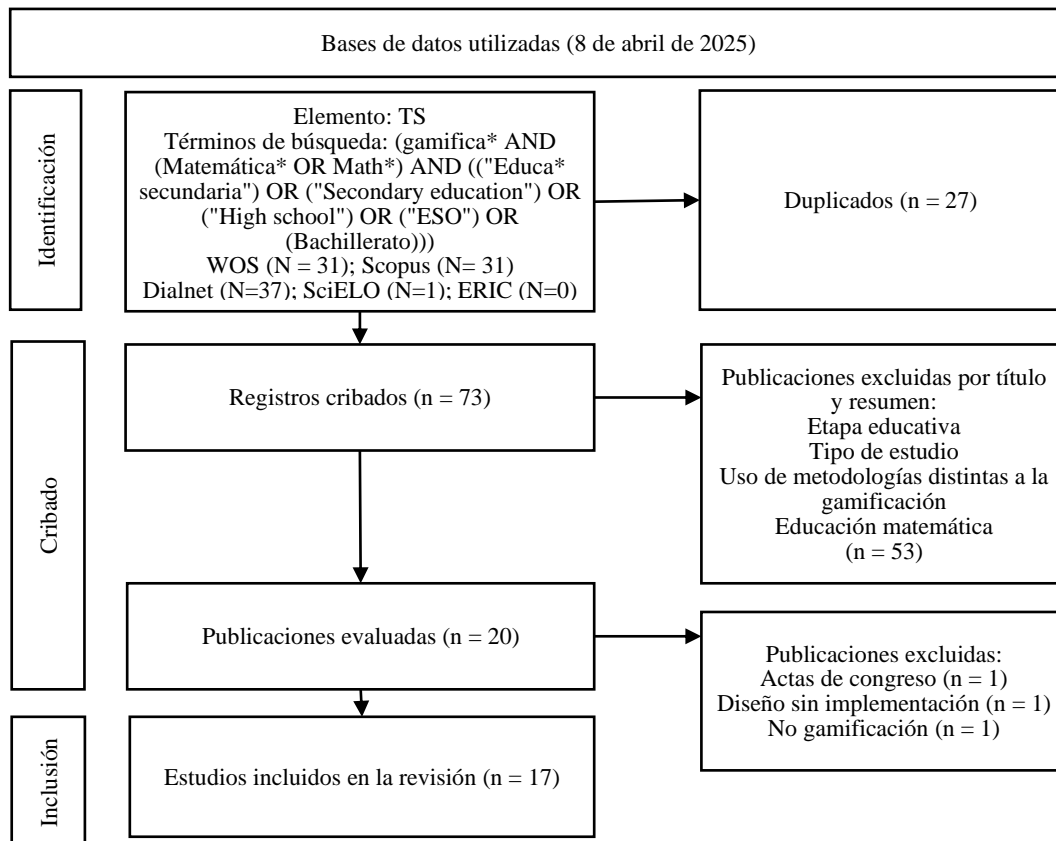 Bases de datos utilizadas (8 de abril de 2025)
Identificación
Elemento: TS
Términos de búsqueda: (gamifica* AND
(Matemática* OR Math*) AND (("Educa*
secundaria") OR ("Secondary education") OR
("High school") OR ("ESO") OR
(Bachillerato)))
WOS (N = 31); Scopus (N= 31)
Dialnet (N=37); SciELO (N=1); ERIC (N=0)
Duplicados (n = 27)
Cribado
Registros cribados (n = 73)
Publicaciones excluidas por título
y resumen:
Etapa educativa
Tipo de estudio
Uso de metodologías distintas a la
gamificación
Educación matemática
(n = 53)
Publicaciones evaluadas (n = 20)
Publicaciones excluidas:
Actas de congreso (n = 1)
Diseño sin implementación (n = 1)
No gamificación (n = 1)
Inclusión
Estudios incluidos en la revisión (n = 17)